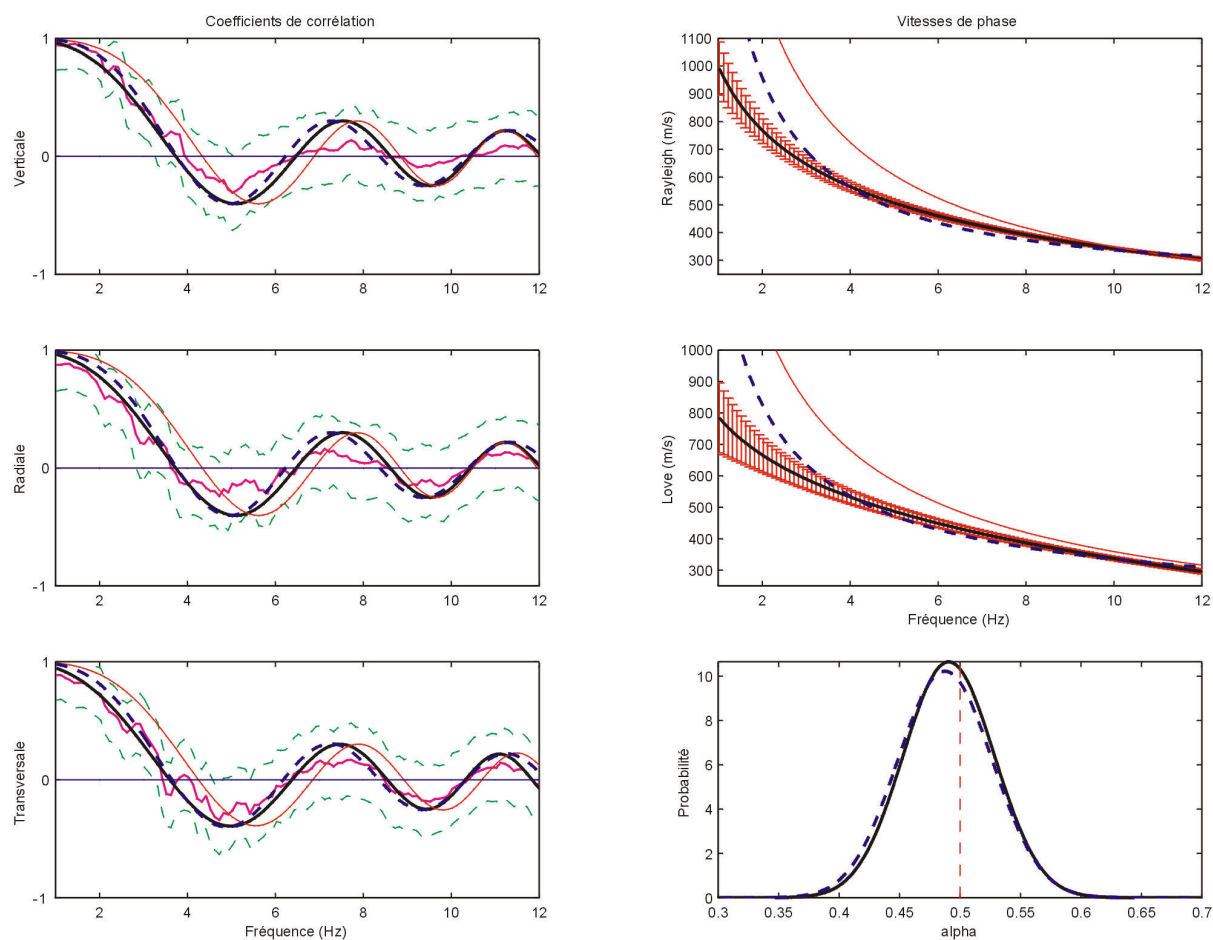 Coefficients de corrélation
1
0
-1
Verticale
2 4 6 8 10 12
1
0
-1
Radiale
2 4 6 8 10 12
1
0
-1
Transversale
2 4 6 8 10 12
Fréquence (Hz)
Vitesses de phase
1100
1000
900
800
700
600
500
400
300
Rayleigh (m/s)
2 4 6 8 10 12
1000
900
800
700
600
500
400
300
Love (m/s)
2 4 6 8 10 12
Fréquence (Hz)
10
8
6
4
2
0
Probabilité
0.3 0.35 0.4 0.45 0.5 0.55 0.6 0.65 0.7
alpha